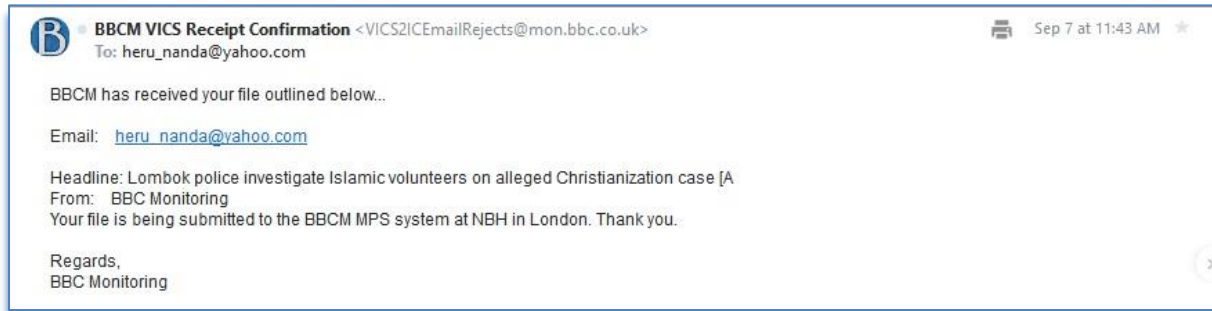 B
BBCM VICS Receipt Confirmation <VICS2ICEmailRejects@mon.bbc.co.uk> Sep 7 at 11:43 AM
To: heru_nanda@yahoo.com
BBCM has received your file outlined below...
Email: heru_nanda@yahoo.com
Headline: Lombok police investigate Islamic volunteers on alleged Christianization case [A
From: BBC Monitoring
Your file is being submitted to the BBCM MPS system at NBH in London. Thank you.
Regards,
BBC Monitoring